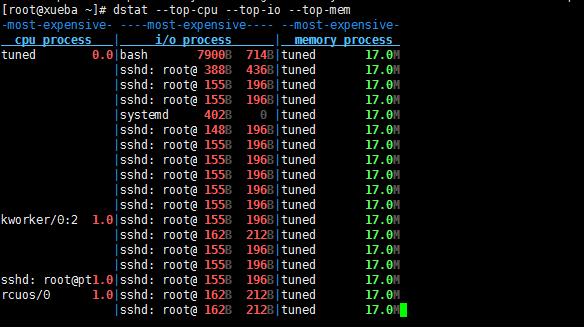 [root@xueba ~]# dstat --top-cpu --top-io --top-mem
-most-expensive- ----most-expensive---- --most-expensive-
  cpu process   |     i/o process      | memory process
tuned        0.0|bash       7900B  714B|tuned      17.0M
                |sshd: root@ 388B  436B|tuned      17.0M
                |sshd: root@ 155B  196B|tuned      17.0M
                |sshd: root@ 155B  196B|tuned      17.0M
                |systemd     402B    0 |tuned      17.0M
                |sshd: root@ 148B  196B|tuned      17.0M
                |sshd: root@ 155B  196B|tuned      17.0M
                |sshd: root@ 155B  196B|tuned      17.0M
                |sshd: root@ 155B  196B|tuned      17.0M
                |sshd: root@ 155B  196B|tuned      17.0M
                |sshd: root@ 155B  196B|tuned      17.0M
kworker/0:2  1.0|sshd: root@ 155B  196B|tuned      17.0M
                |sshd: root@ 162B  212B|tuned      17.0M
                |sshd: root@ 155B  196B|tuned      17.0M
                |sshd: root@ 155B  196B|tuned      17.0M
sshd: root@pt1.0|sshd: root@ 155B  196B|tuned      17.0M
rcuos/0      1.0|sshd: root@ 162B  212B|tuned      17.0M
                |sshd: root@ 162B  212B|tuned      17.0M